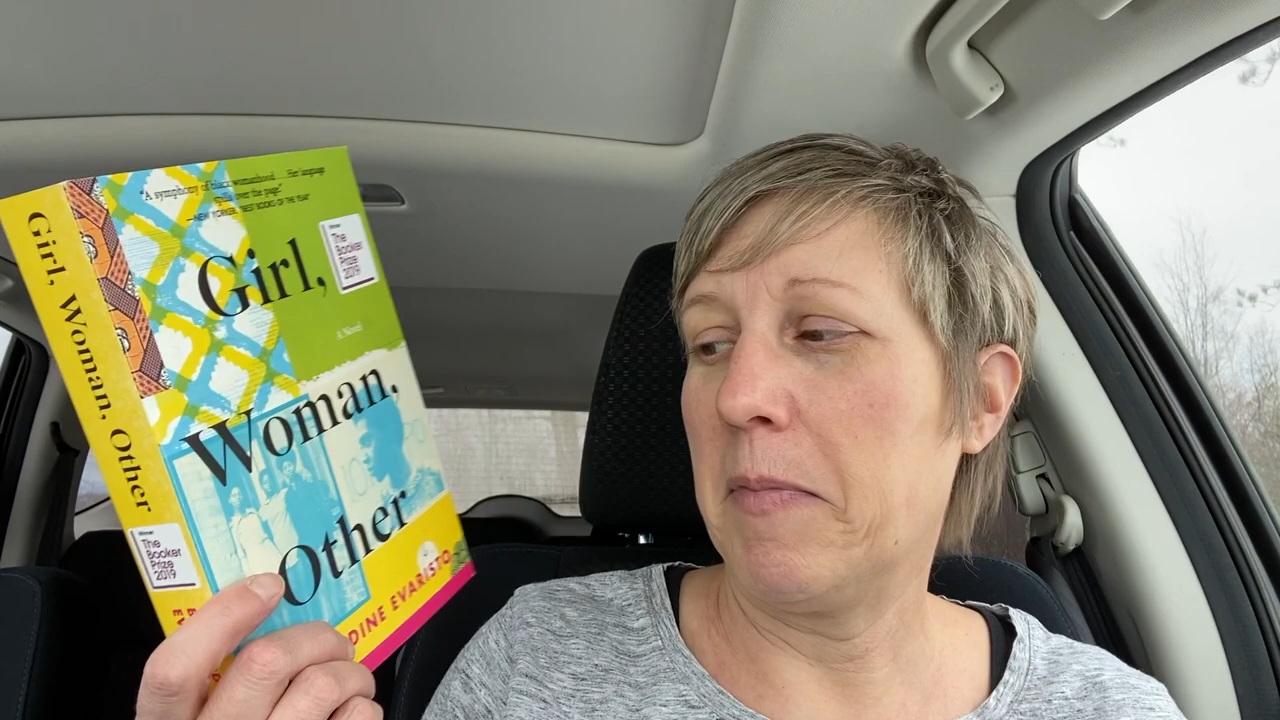 Girl, Woman, Other
Winner
The
Booker
Prize
2019
"A symphony of black womanhood . . . Her language
spills over the page."
—NEW YORKER, "BEST BOOKS OF THE YEAR"
Girl,
Winner
The
Booker
Prize
2019
A Novel
Woman,
Other
DINE EVARISTO